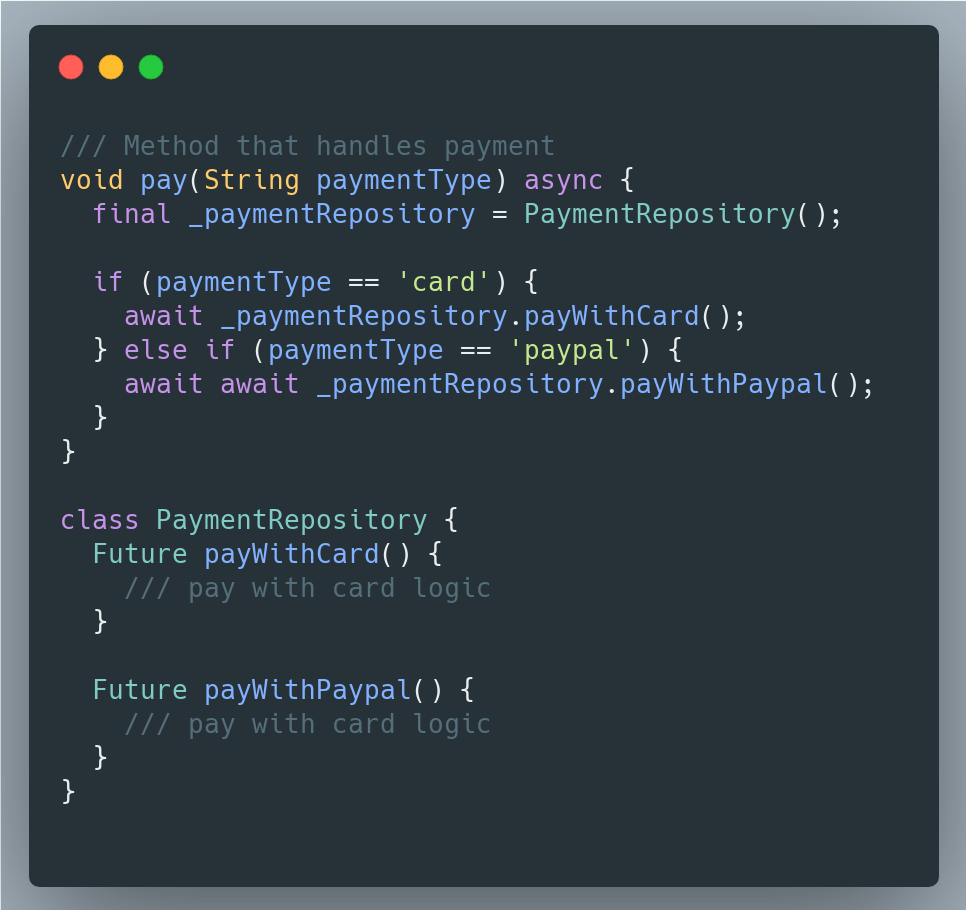 /// Method that handles payment
void pay(String paymentType) async {
  final _paymentRepository = PaymentRepository();

  if (paymentType == 'card') {
    await _paymentRepository.payWithCard();
  } else if (paymentType == 'paypal') {
    await await _paymentRepository.payWithPaypal();
  }
}

class PaymentRepository {
  Future payWithCard() {
    /// pay with card logic
  }

  Future payWithPaypal() {
    /// pay with card logic
  }
}